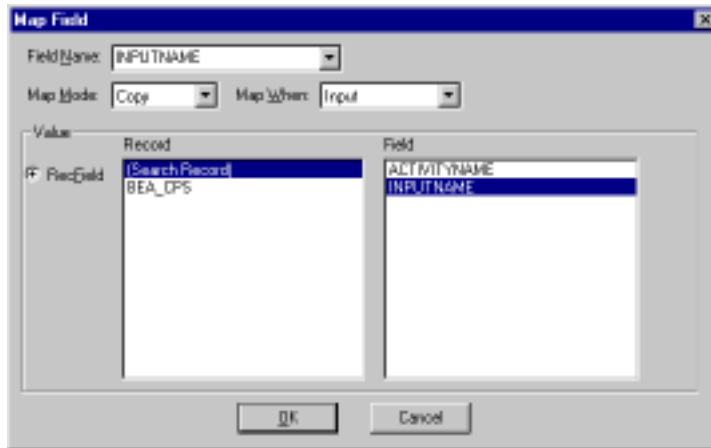 Map Field
Field Name: INPUTNAME
Map Mode: Copy Map When: Input
Value
Record Field
RecField
(Search Record)
BEA_CPS
ACTIVITYNAME
INPUTNAME
OK Cancel